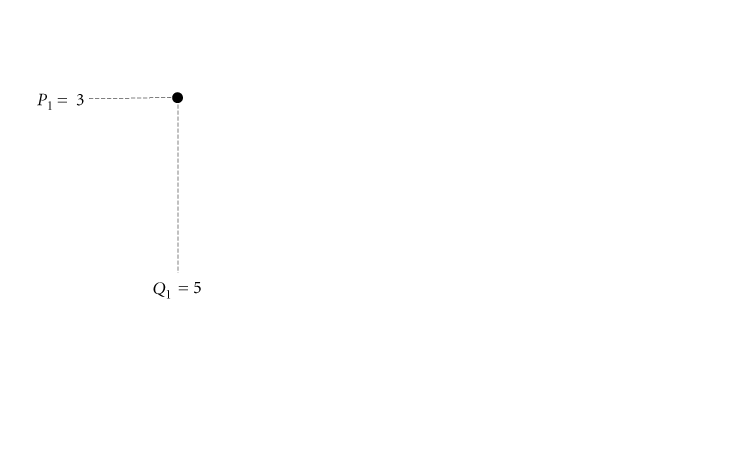 P₁ = 3
Q₁ = 5